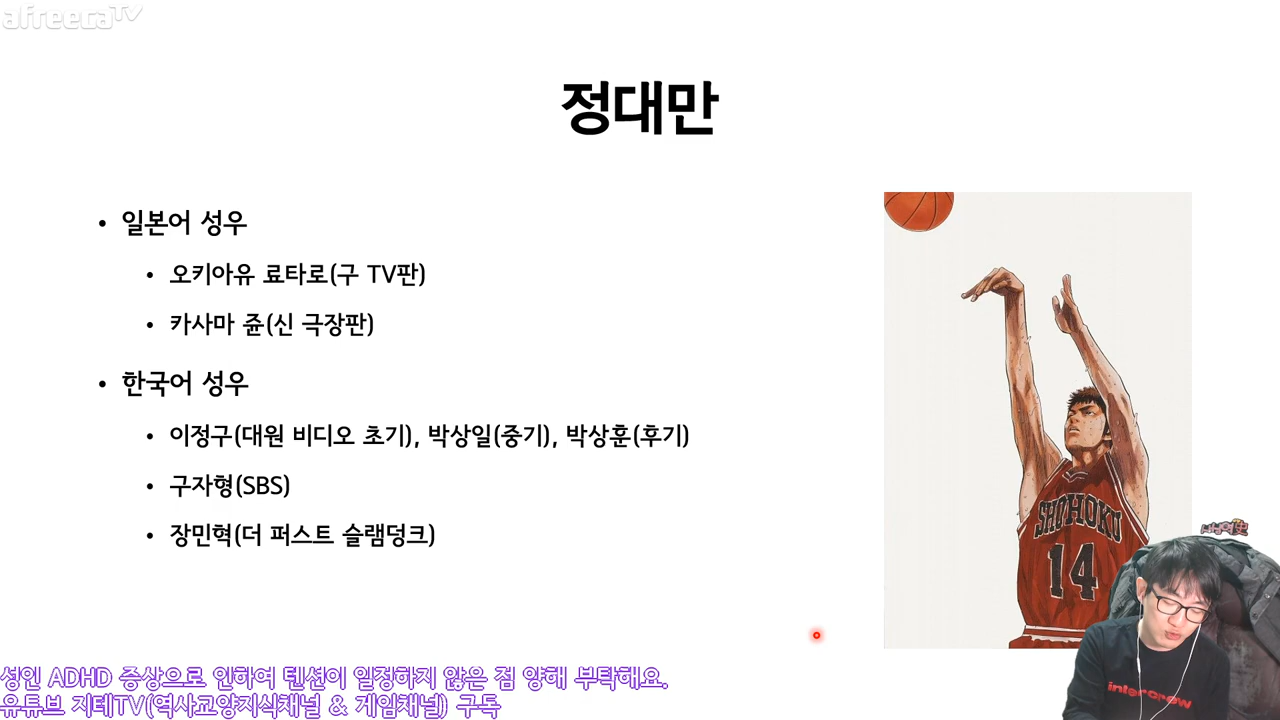 afreecaTV
정대만
• 일본어 성우
• 오키아유 료타로(구 TV판)
• 카사마 쥰(신 극장판)
• 한국어 성우
• 이정구(대원 비디오 초기), 박상일(중기), 박상훈(후기)
• 구자형(SBS)
• 장민혁(더 퍼스트 슬램덩크)
SHOHOKU
14
intercrew
성인 ADHD 증상으로 인하여 텐션이 일정하지 않은 점 양해 부탁해요.
유튜브 지테TV(역사교양지식채널 & 게임채널) 구독